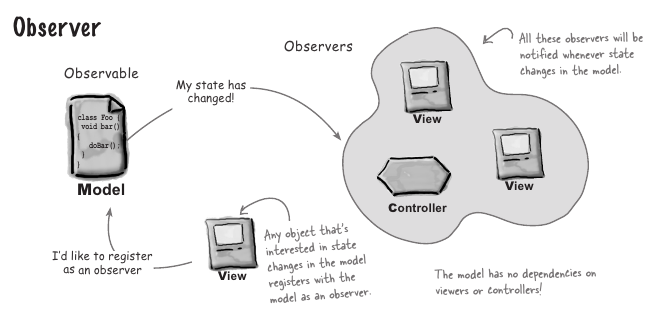 Observer
Observable
class Foo {
void bar()
{
doBar();
}
}
Model
My state has
changed!
Observers
View
View
Controller
All these observers will be
notified whenever state
changes in the model.
I'd like to register
as an observer
View
Any object that's
interested in state
changes in the model
registers with the
model as an observer.
The model has no dependencies on
viewers or controllers!